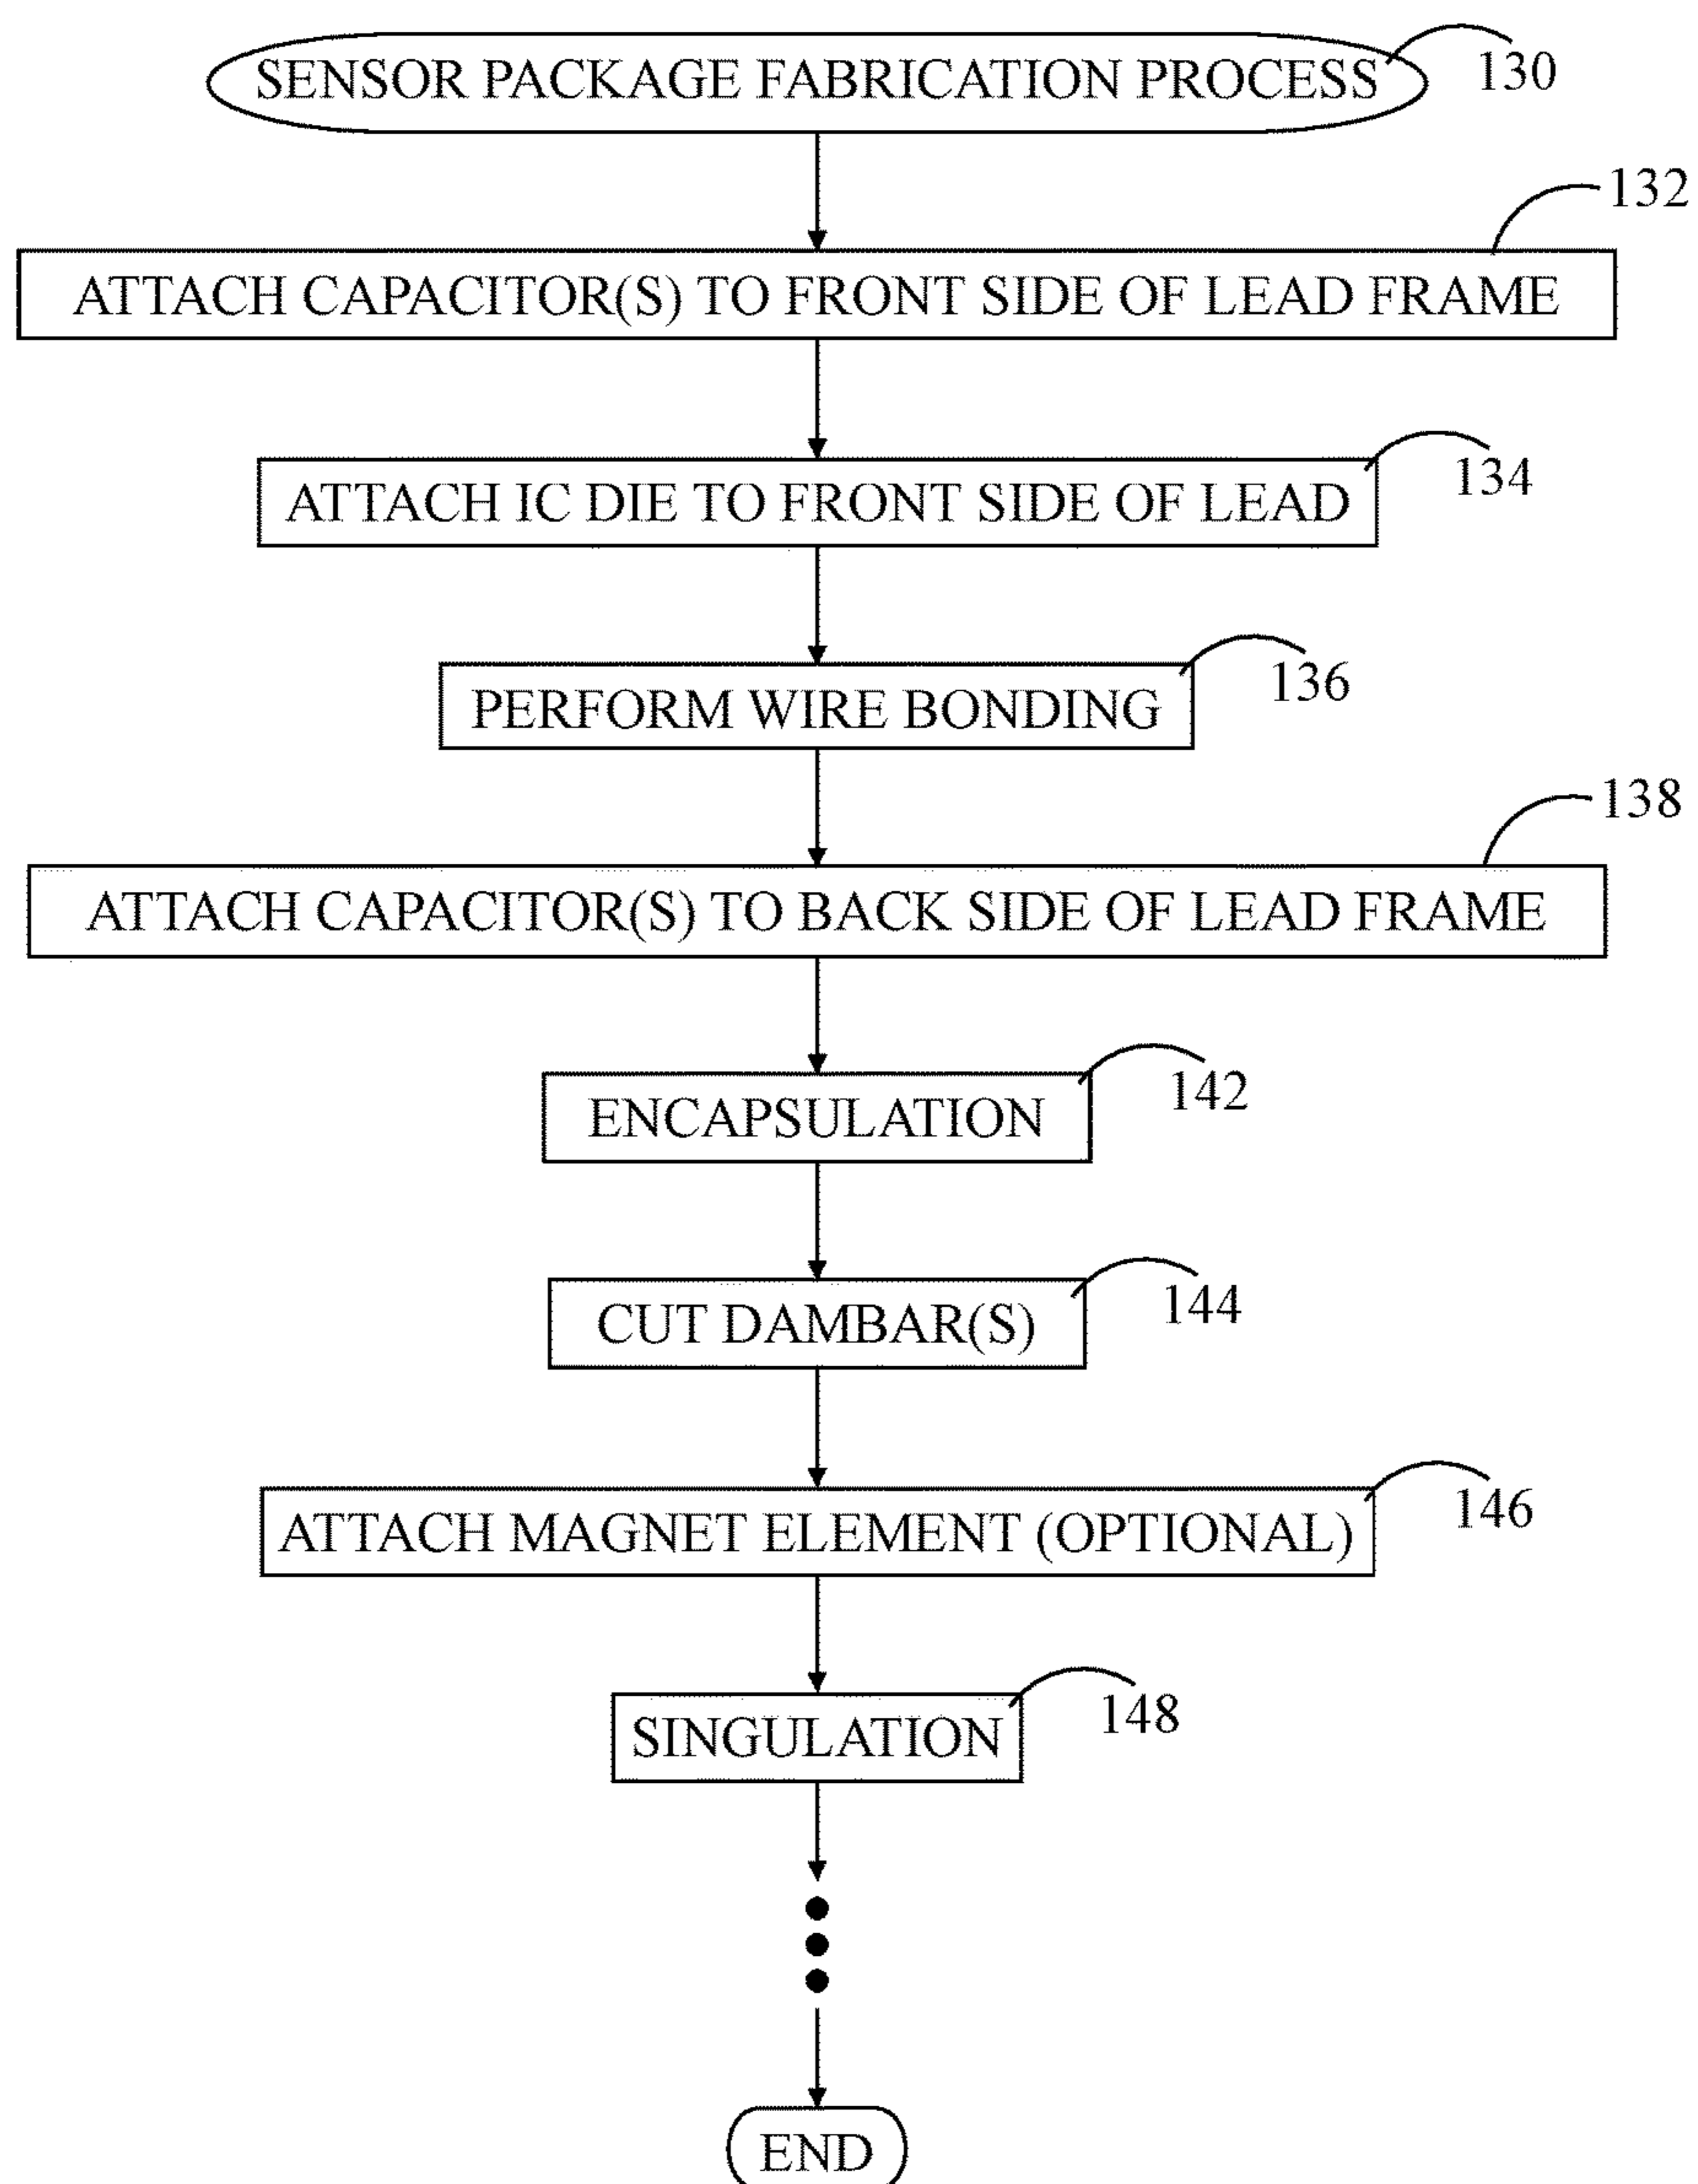 SENSOR PACKAGE FABRICATION PROCESS
130
132
ATTACH CAPACITOR(S) TO FRONT SIDE OF LEAD FRAME
134
ATTACH IC DIE TO FRONT SIDE OF LEAD
136
PERFORM WIRE BONDING
138
ATTACH CAPACITOR(S) TO BACK SIDE OF LEAD FRAME
142
ENCAPSULATION
144
CUT DAMBAR(S)
146
ATTACH MAGNET ELEMENT (OPTIONAL)
148
SINGULATION
END